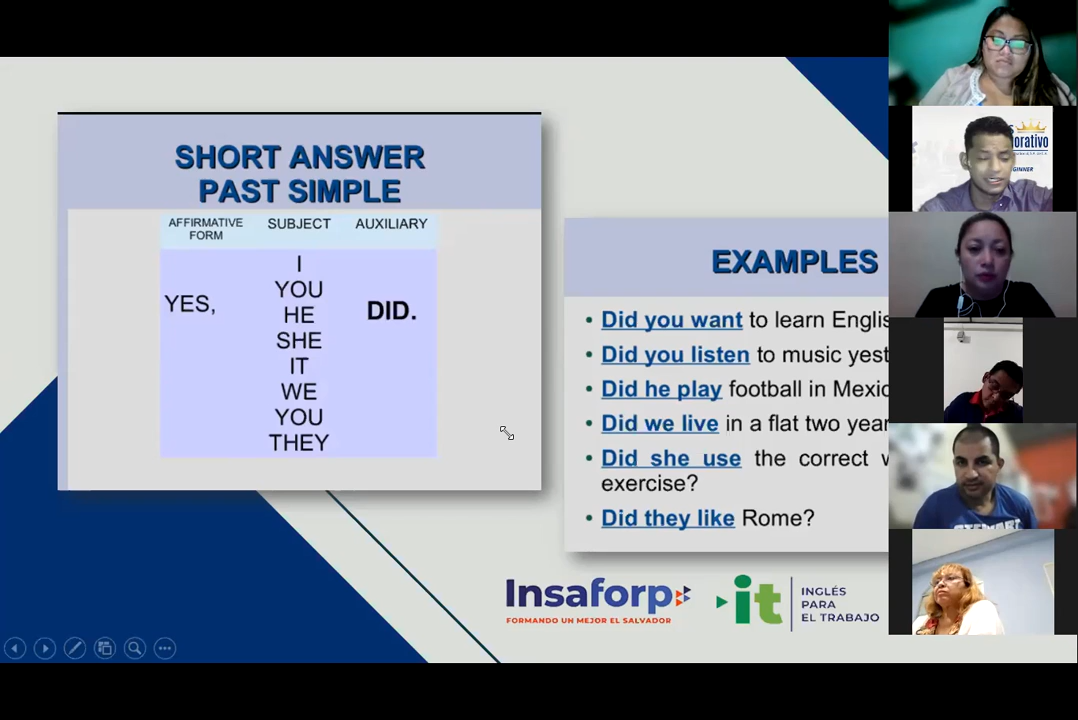 SHORT ANSWER
PAST SIMPLE
AFFIRMATIVE
FORM
SUBJECT
AUXILIARY
YES,
I
YOU
HE
SHE
IT
WE
YOU
THEY
DID.
EXAMPLES
• Did you want to learn Englis
• Did you listen to music yest
• Did he play football in Mexic
• Did we live in a flat two year
• Did she use the correct w
exercise?
• Did they like Rome?
Insaforp
FORMANDO UN MEJOR EL SALVADOR
it
INGLÉS
PARA
EL TRABAJO
orativo
GINNER
STEWART